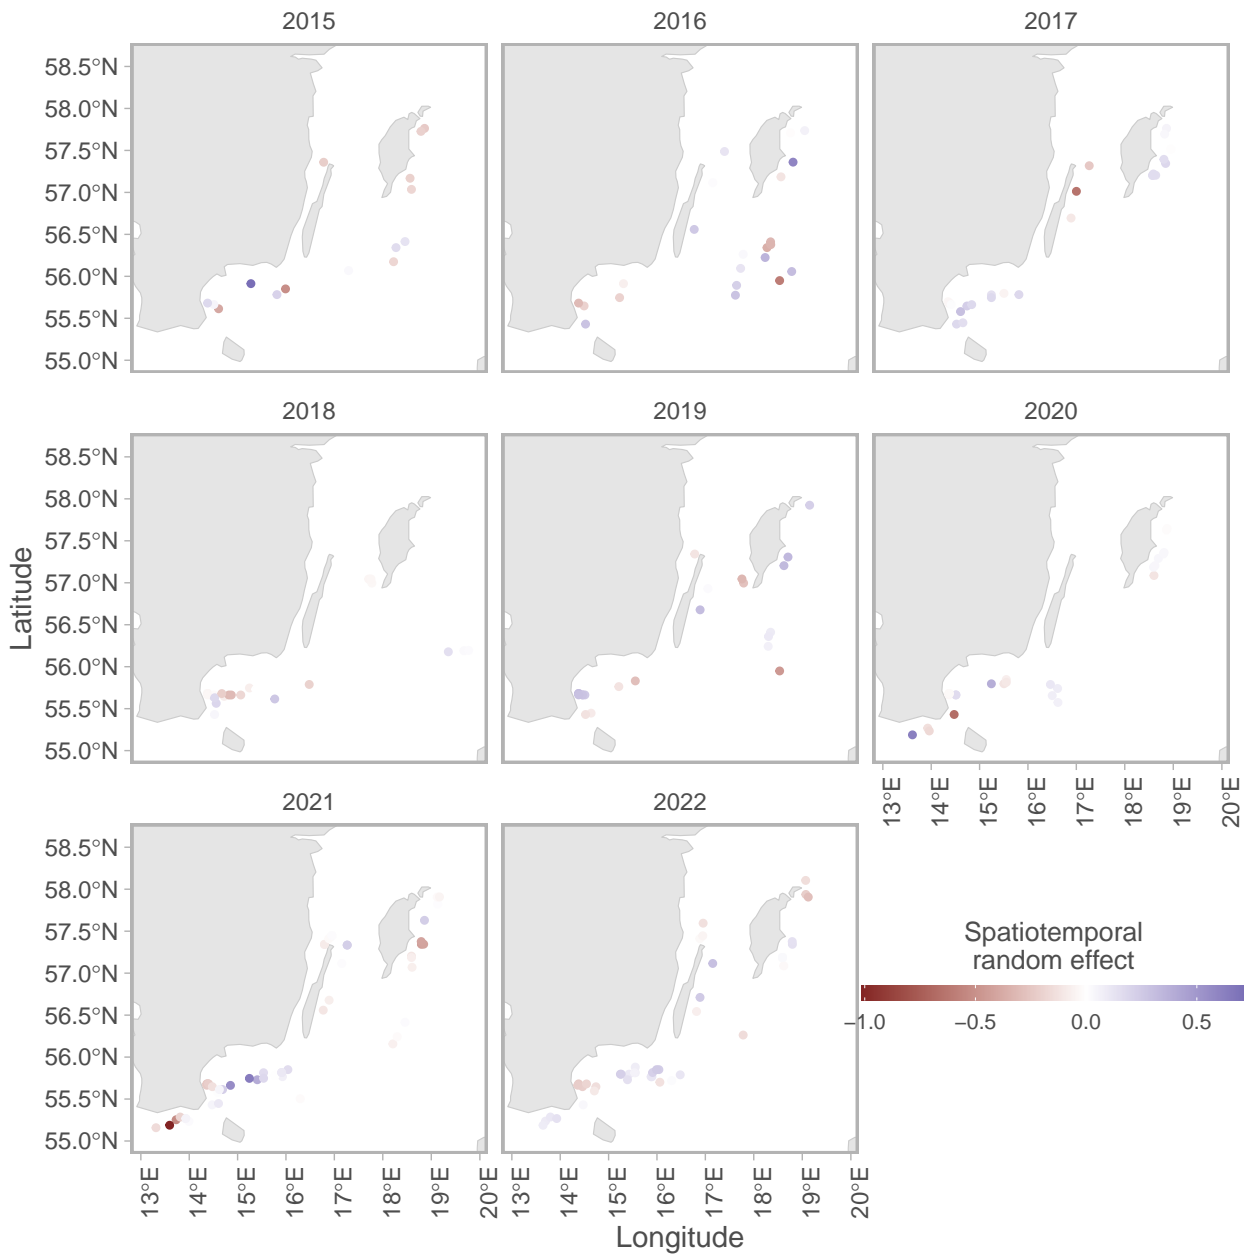 2015
2016
2017
58.5°N
58.0°N
57.5°N
57.0°N
56.5°N
56.0°N
55.5°N
55.0°N
2018
2019
2020
58.5°N
58.0°N
57.5°N
57.0°N
56.5°N
56.0°N
55.5°N
55.0°N
Latitude
13°E
14°E
15°E
16°E
17°E
18°E
19°E
20°E
2021
2022
58.5°N
58.0°N
57.5°N
57.0°N
56.5°N
56.0°N
55.5°N
55.0°N
Spatiotemporal
random effect
−1.0
−0.5
0.0
0.5
13°E
14°E
15°E
16°E
17°E
18°E
19°E
20°E
13°E
14°E
15°E
16°E
17°E
18°E
19°E
20°E
Longitude